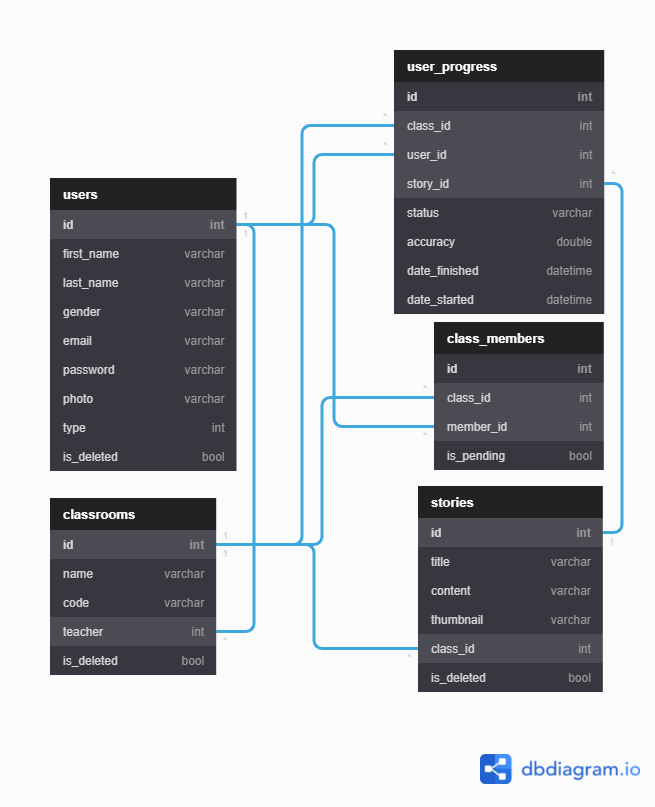 user_progress
id int
class_id int
user_id int
story_id int
status varchar
accuracy double
date_finished datetime
date_started datetime
users
id int
first_name varchar
last_name varchar
gender varchar
email varchar
password varchar
photo varchar
type int
is_deleted bool
class_members
id int
class_id int
member_id int
is_pending bool
classrooms
id int
name varchar
code varchar
teacher int
is_deleted bool
stories
id int
title varchar
content varchar
thumbnail varchar
class_id int
is_deleted bool
*
*
*
1
1
*
*
1
1
*
*
1
dbdiagram.io